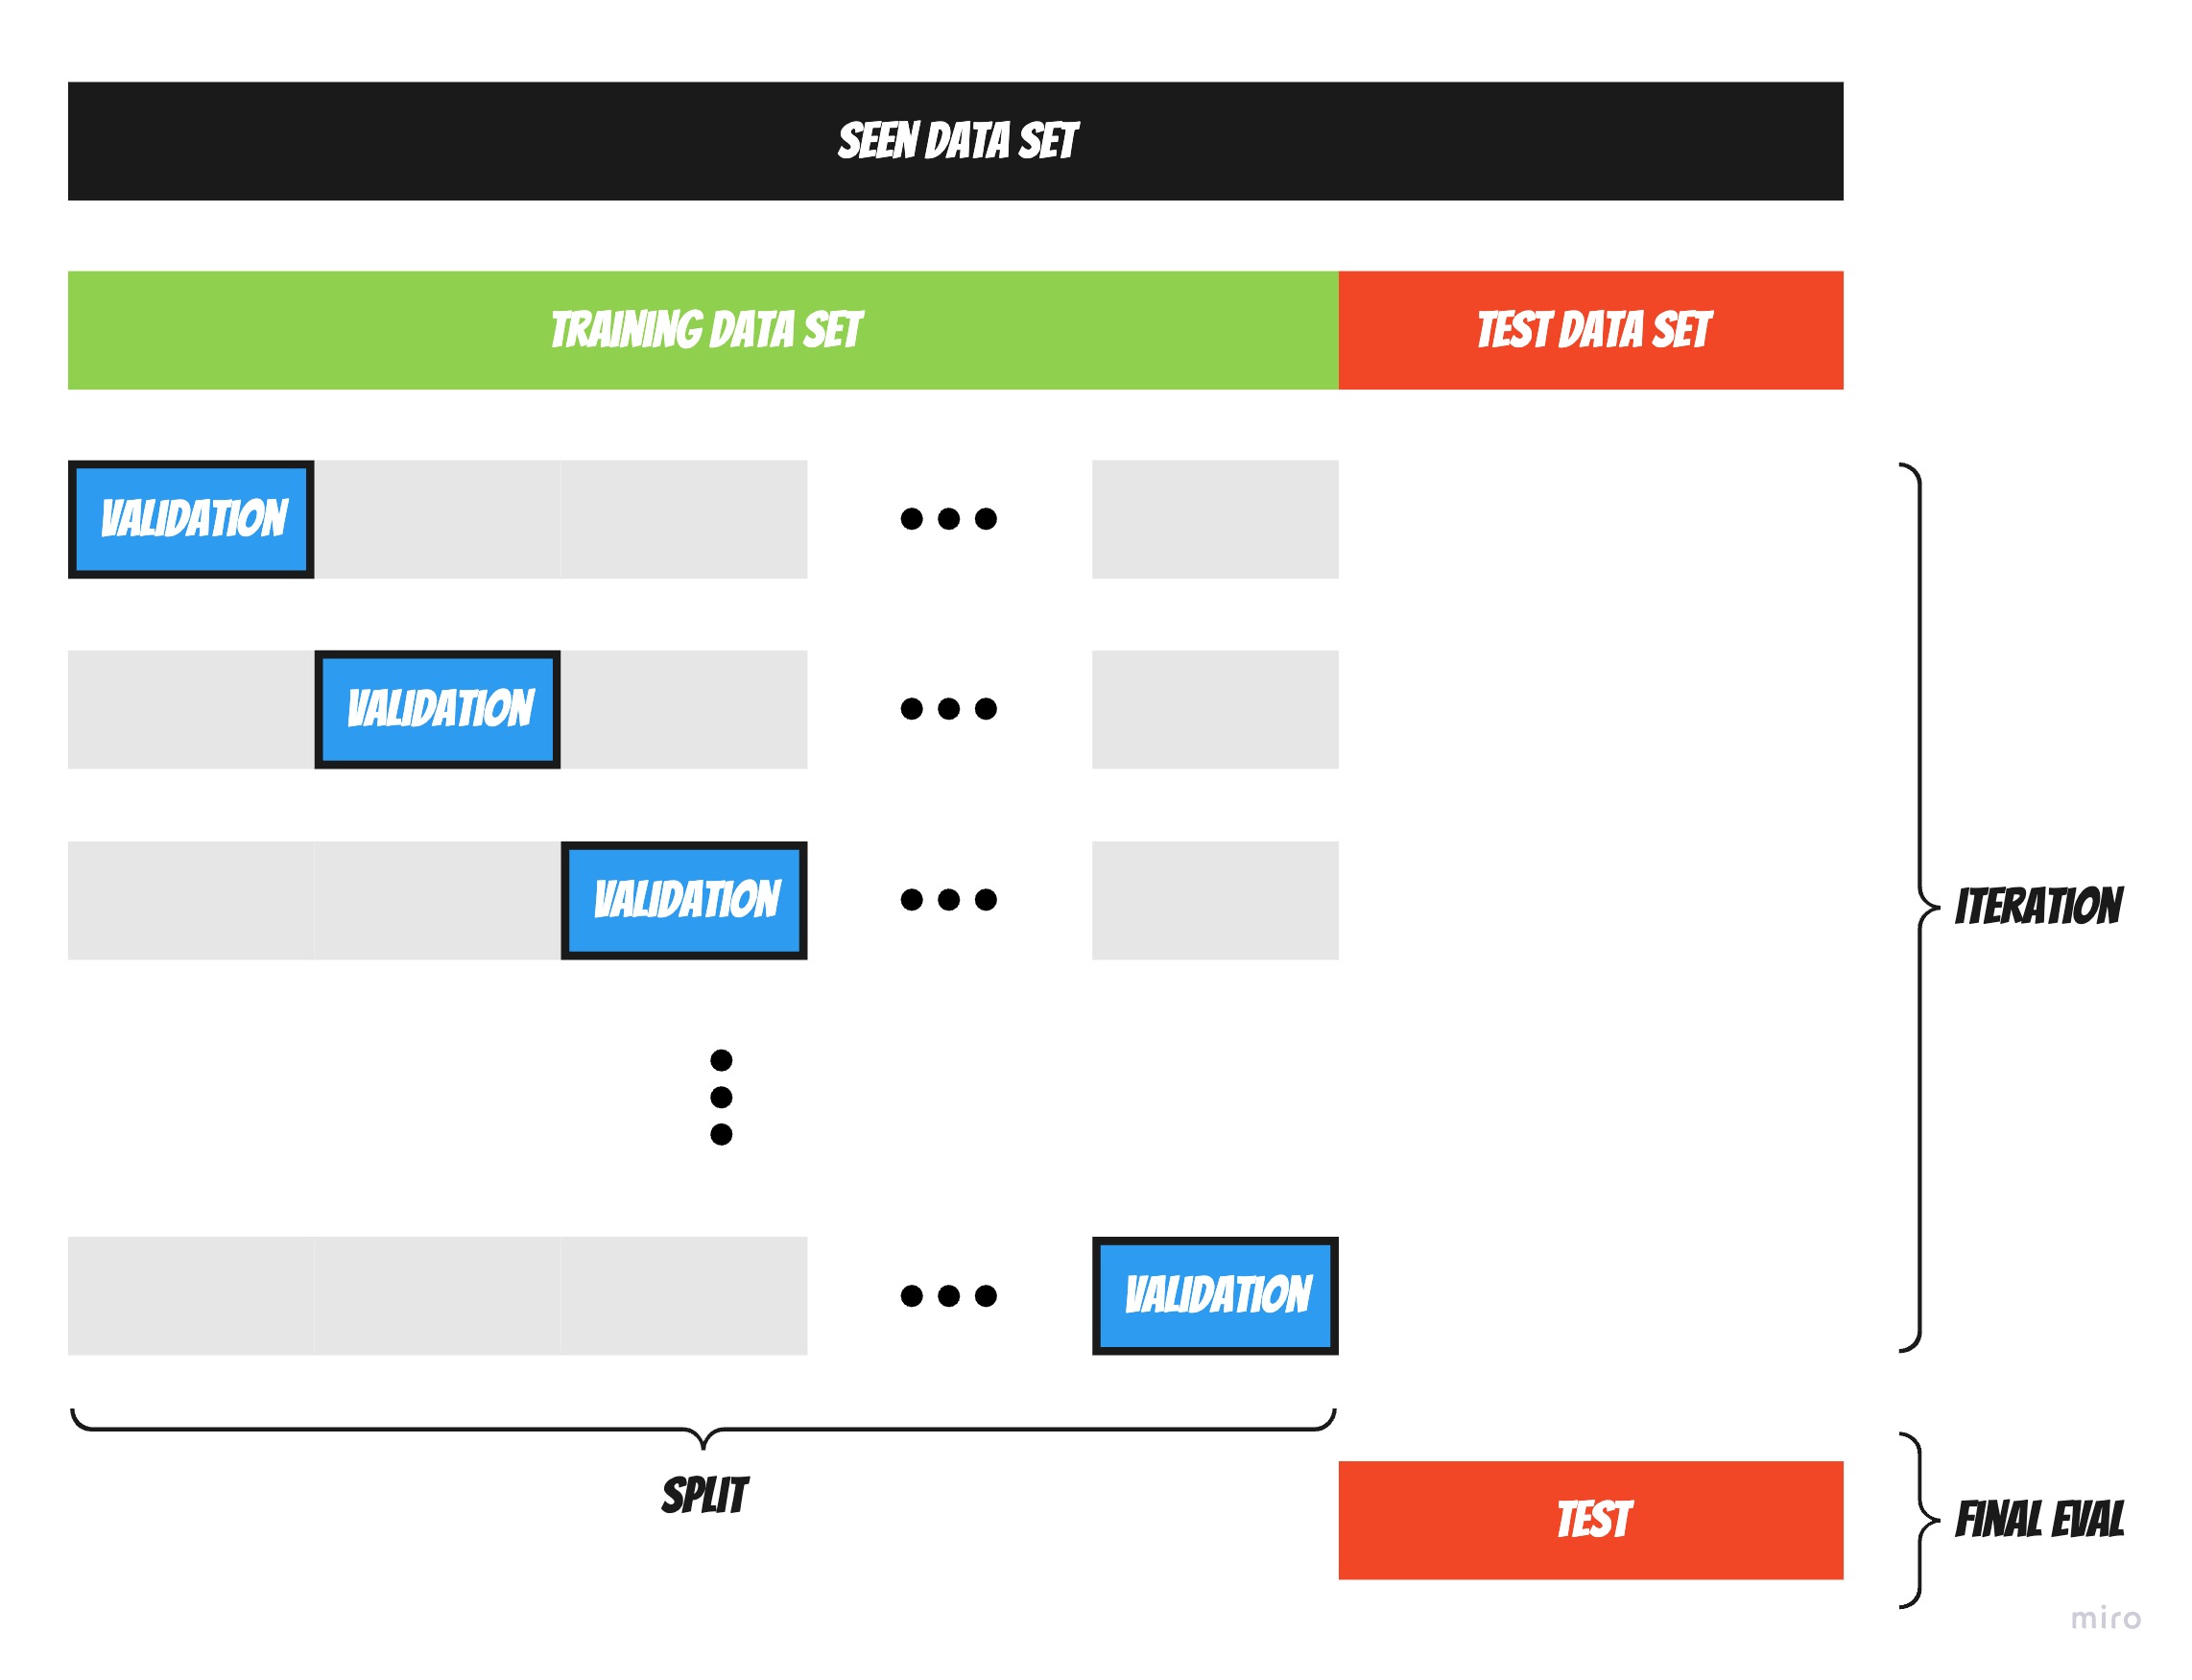 SEEN DATA SET
TRAINING DATA SET
TEST DATA SET
VALIDATION
VALIDATION
VALIDATION
ITERATION
VALIDATION
SPLIT
TEST
FINAL EVAL
miro